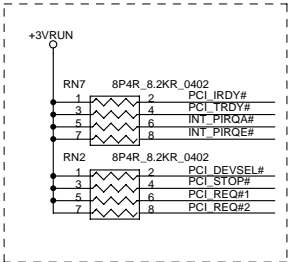 +3VRUN
RN7 8P4R_8.2KR_0402
1 2 PCI_IRDY#
3 4 PCI_TRDY#
5 6 INT_PIRQA#
7 8 INT_PIRQE#
RN2 8P4R_8.2KR_0402
1 2 PCI_DEVSEL#
3 4 PCI_STOP#
5 6 PCI_REQ#1
7 8 PCI_REQ#2